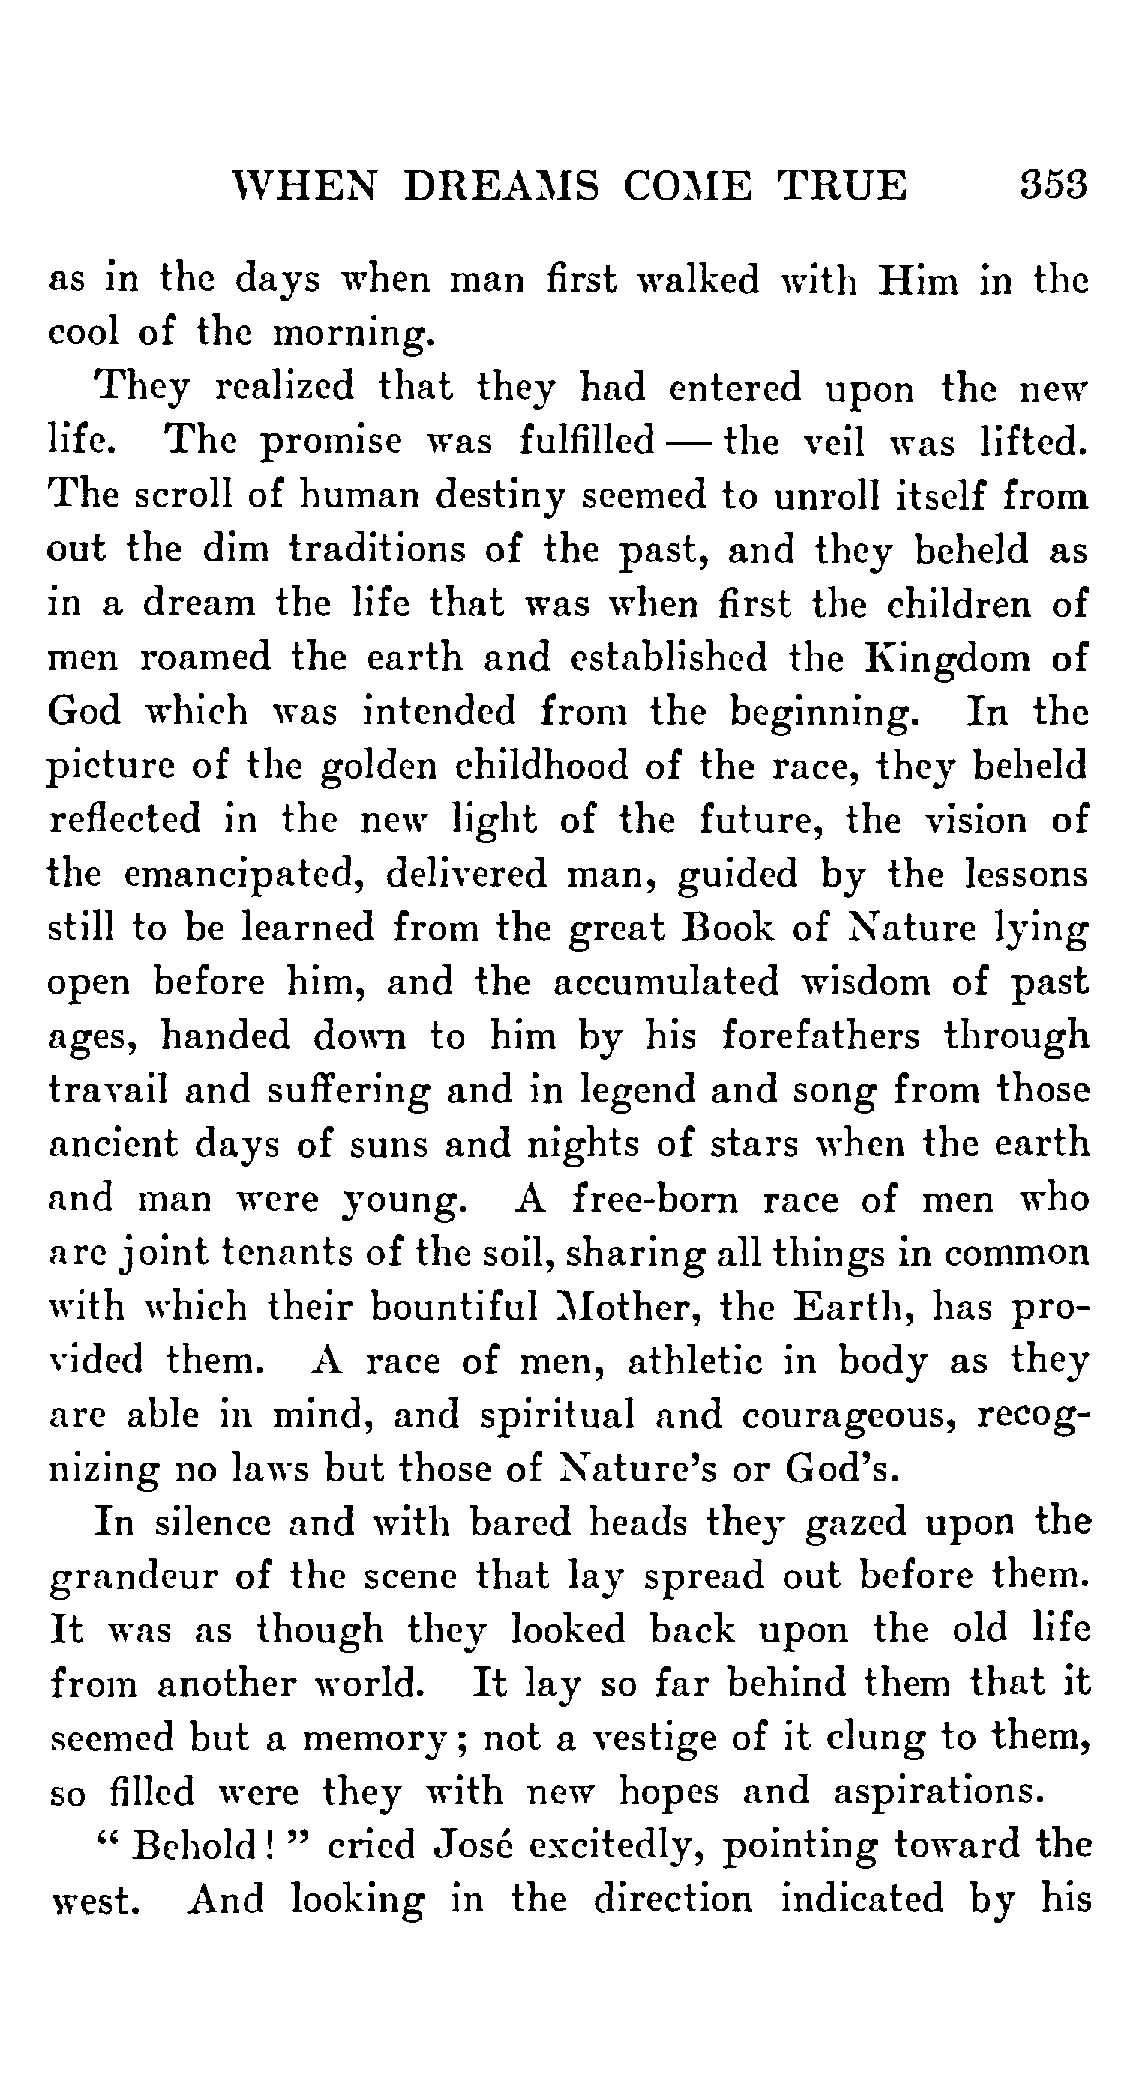 WHEN DREAMS COME TRUE 353
as in the days when man first walked with Him in the
cool of the morning.
They realized that they had entered upon the new
life. The promise was fulfilled — the veil was lifted.
The scroll of human destiny seemed to unroll itself from
out the dim traditions of the past, and they beheld as
in a dream the life that was when first the children of
men roamed the earth and established the Kingdom of
God which was intended from the beginning. In the
picture of the golden childhood of the race, they beheld
reflected in the new light of the future, the vision of
the emancipated, delivered man, guided by the lessons
still to be learned from the great Book of Nature lying
open before him, and the accumulated wisdom of past
ages, handed down to him by his forefathers through
travail and suffering and in legend and song from those
ancient days of suns and nights of stars when the earth
and man were young. A free-born race of men who
are joint tenants of the soil, sharing all things in common
with which their bountiful Mother, the Earth, has pro-
vided them. A race of men, athletic in body as they
are able in mind, and spiritual and courageous, recog-
nizing no laws but those of Nature's or God's.
In silence and with bared heads they gazed upon the
grandeur of the scene that lay spread out before them.
It was as though they looked back upon the old life
from another world. It lay so far behind them that it
seemed but a memory; not a vestige of it clung to them,
so filled were they with new hopes and aspirations.
“ Behold! ” cried José excitedly, pointing toward the
west. And looking in the direction indicated by his